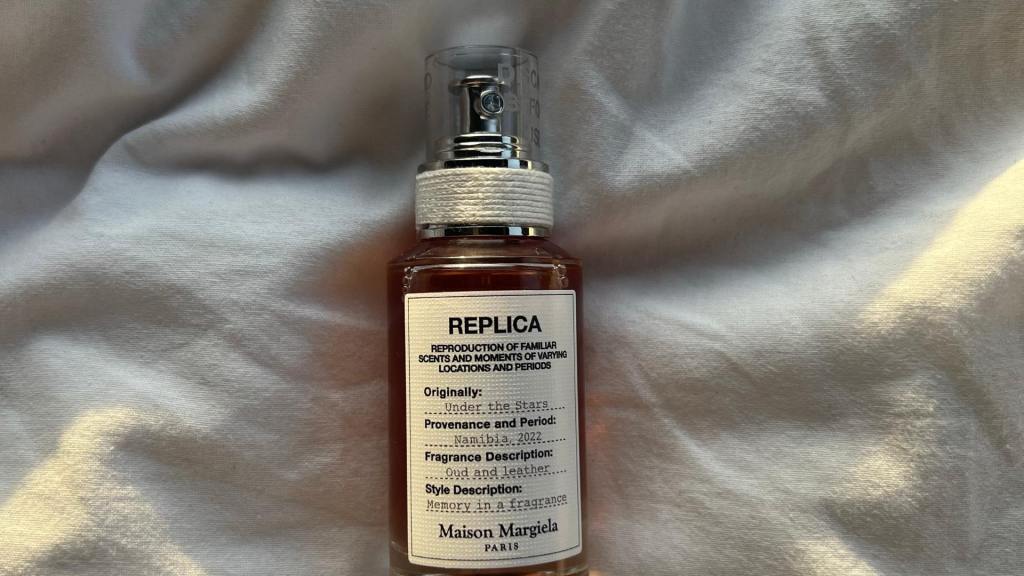 REPLICA
REPRODUCTION OF FAMILIAR
SCENTS AND MOMENTS OF VARYING
LOCATIONS AND PERIODS
Originally:
Under the Stars
Provenance and Period:
Namibia, 2022
Fragrance Description:
Oud and leather
Style Description:
Memory in a fragrance
Maison Margiela
PARIS